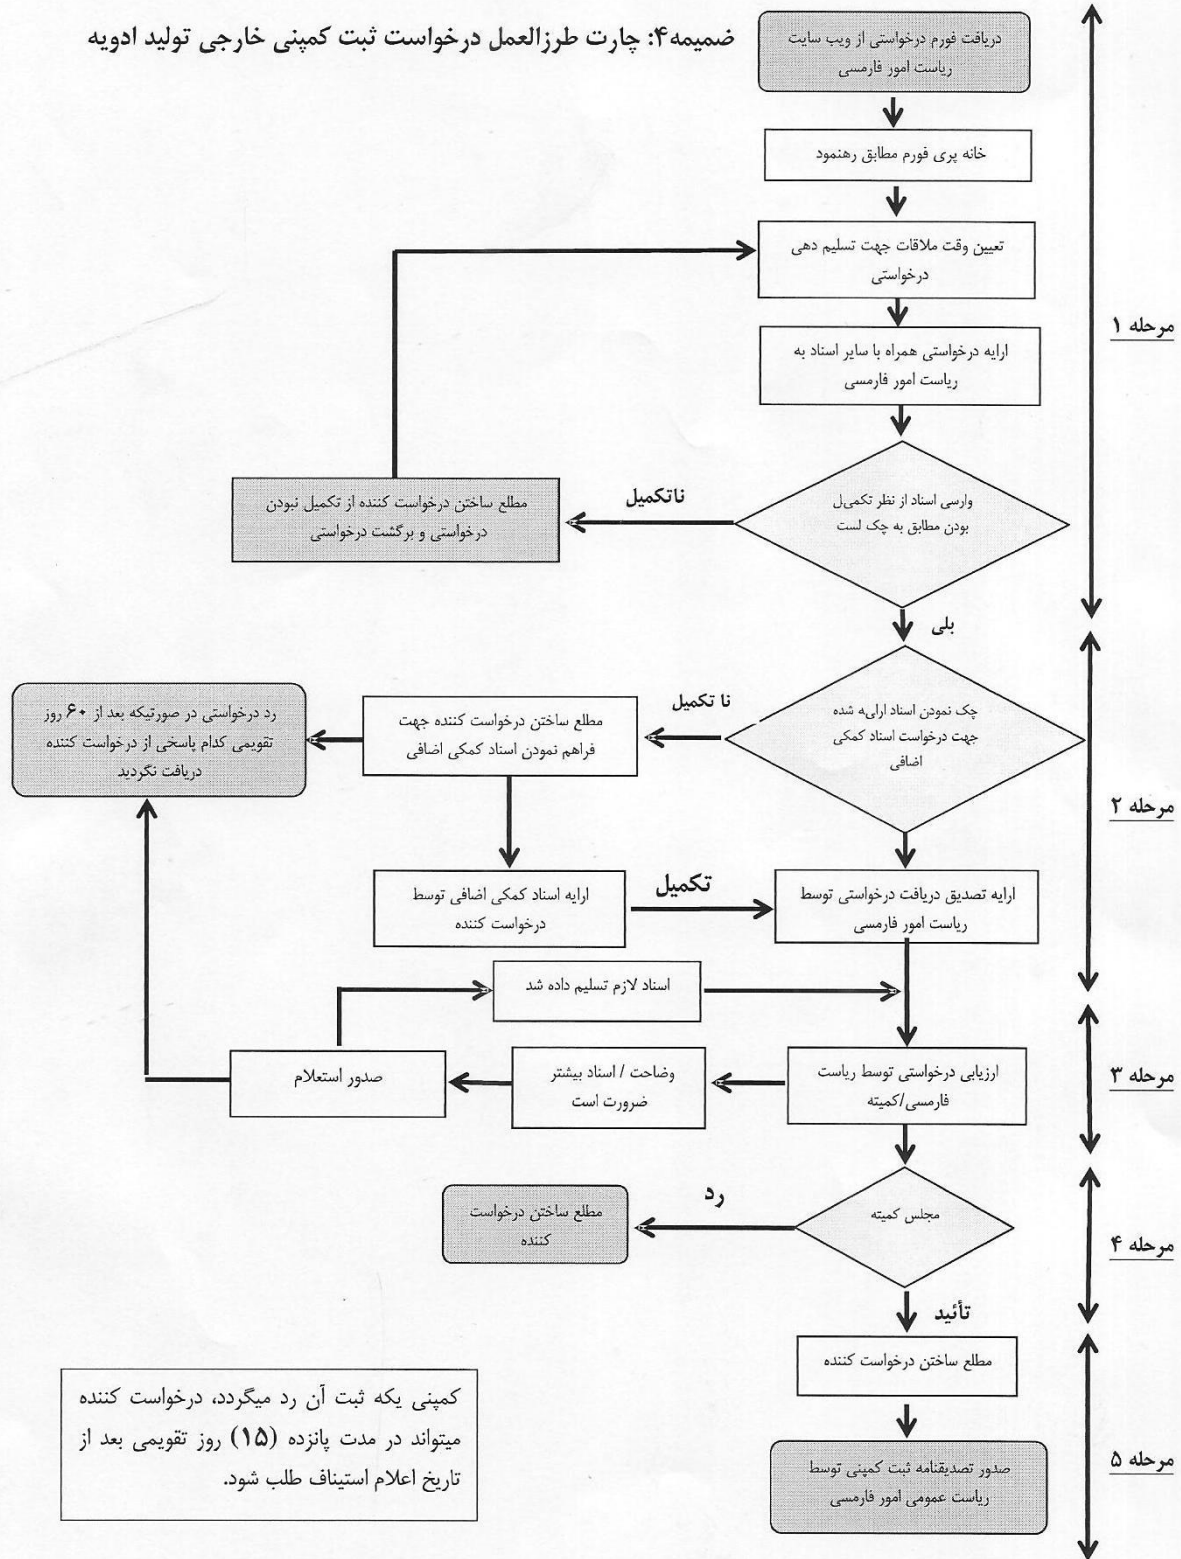 ضمیمه۴: چارت طرزالعمل درخواست ثبت کمپنی خارجی تولید ادویه
دریافت فورم درخواستی از ویب سایت
ریاست امور فارمسی
خانه پری فورم مطابق رهنمود
تعیین وقت ملاقات جهت تسلیم دهی
درخواستی
مرحله ۱
ارایه درخواستی همراه با سایر اسناد به
ریاست امور فارمسی
وارسی اسناد از نظر تکمیل
بودن مطابق به چک لست
ناتکمیل
مطلع ساختن درخواست کننده از تکمیل نبودن
درخواستی و برگشت درخواستی
بلی
چک نمودن اسناد ارایه شده
جهت درخواست اسناد کمکی
اضافی
نا تکمیل
مطلع ساختن درخواست کننده جهت
فراهم نمودن اسناد کمکی اضافی
رد درخواستی در صورتیکه بعد از ۶۰ روز
تقویمی کدام پاسخی از درخواست کننده
دریافت نگردید
مرحله ۲
ارایه تصدیق دریافت درخواستی توسط
ریاست امور فارمسی
تکمیل
ارایه اسناد کمکی اضافی توسط
درخواست کننده
اسناد لازم تسلیم داده شد
مرحله ۳
ارزیابی درخواستی توسط ریاست
فارمسی/کمیته
وضاحت / اسناد بیشتر
ضرورت است
صدور استعلام
مرحله ۴
مجلس کمیته
رد
مطلع ساختن درخواست
کننده
تأئید
مطلع ساختن درخواست کننده
مرحله ۵
صدور تصدیقنامه ثبت کمپنی توسط
ریاست عمومی امور فارمسی
کمپنی یکه ثبت آن رد میگردد، درخواست کننده
میتواند در مدت پانزده (۱۵) روز تقویمی بعد از
تاریخ اعلام استیناف طلب شود.